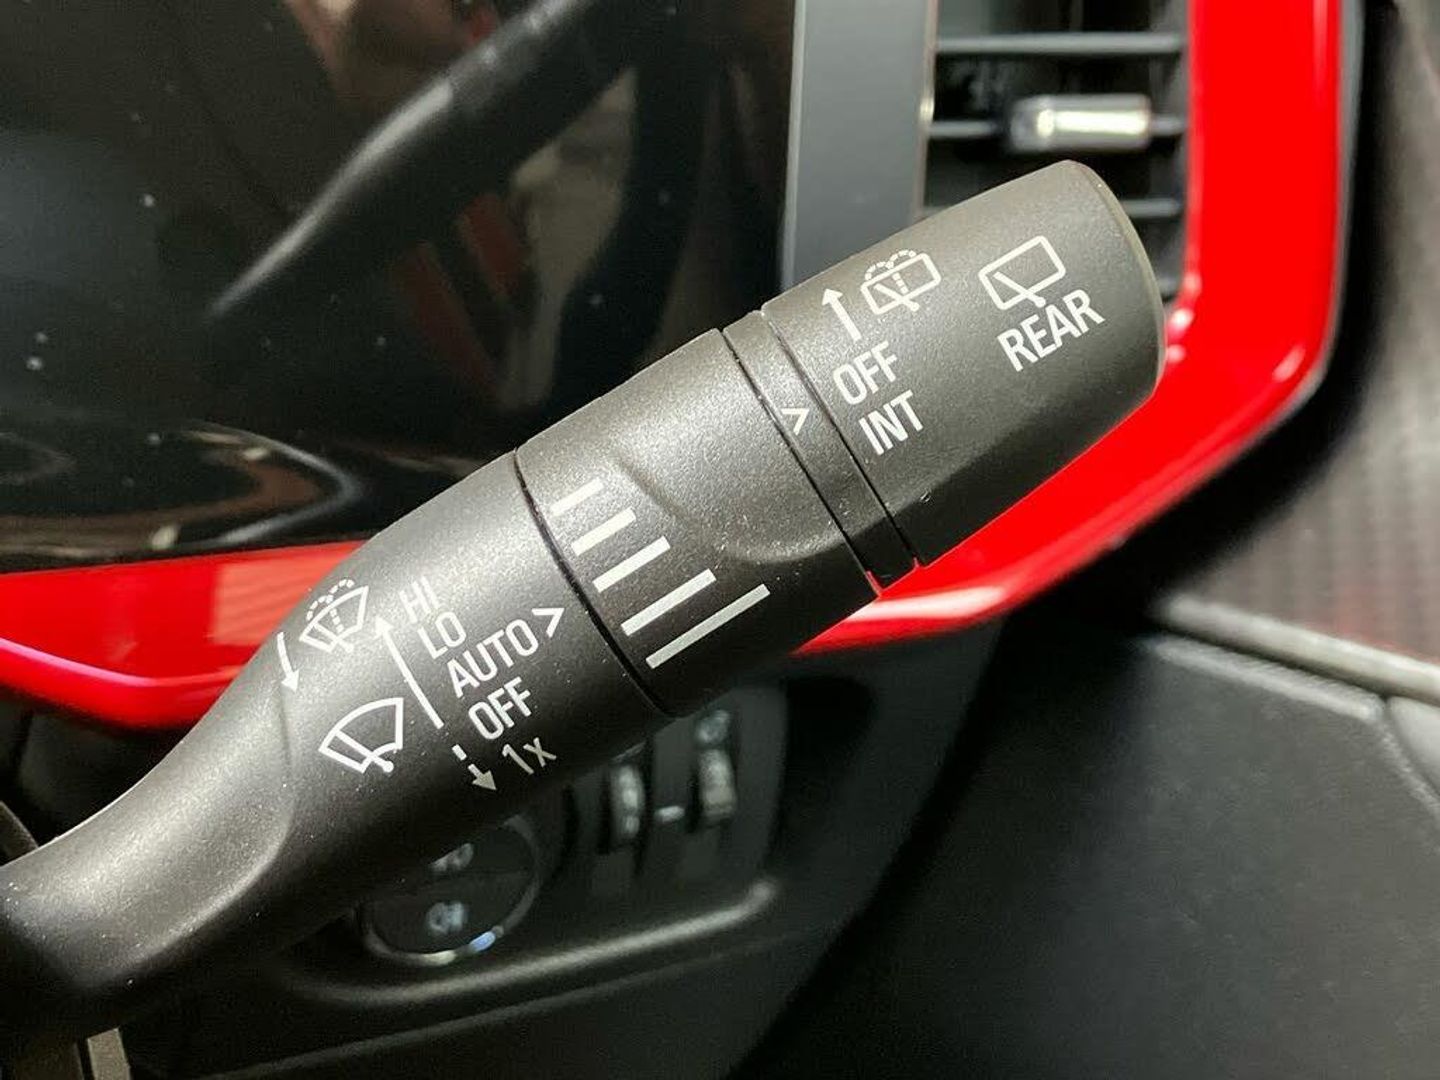 OFF
INT
REAR
>
HI
LO
AUTO >
OFF
1x